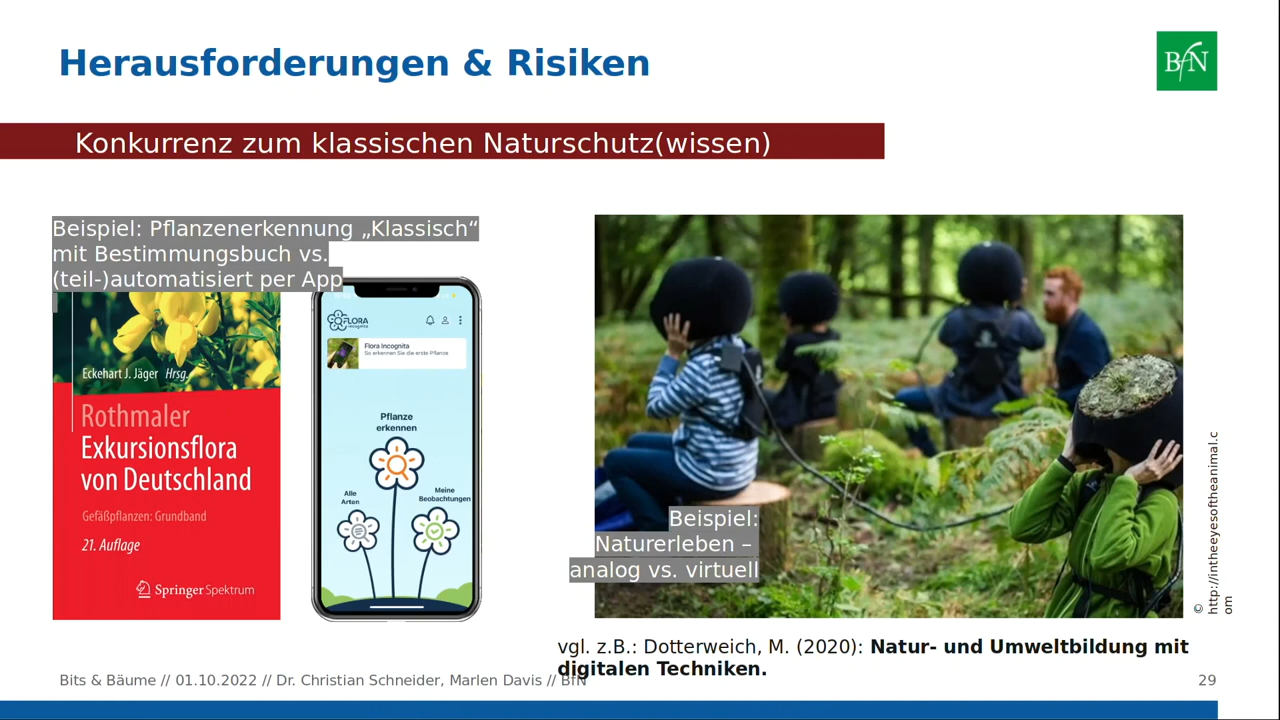 Herausforderungen & Risiken
BfN
Konkurrenz zum klassischen Naturschutz(wissen)
Beispiel: Pflanzenerkennung „Klassisch“
mit Bestimmungsbuch vs.
(teil-)automatisiert per App
Eckehart J. Jäger Hrsg.
Rothmaler
Exkursionsflora
von Deutschland
Gefäßpflanzen: Grundband
21. Auflage
Springer Spektrum
FLORA
incognita
Flora Incognita
So erkennen Sie die erste Pflanze
Pflanze
erkennen
Alle
Arten
Meine
Beobachtungen
Beispiel:
Naturerleben –
analog vs. virtuell
©
http://intheeyesoftheanimal.c
om
vgl. z.B.: Dotterweich, M. (2020): Natur- und Umweltbildung mit
digitalen Techniken.
Bits & Bäume // 01.10.2022 // Dr. Christian Schneider, Marlen Davis // BfN
29